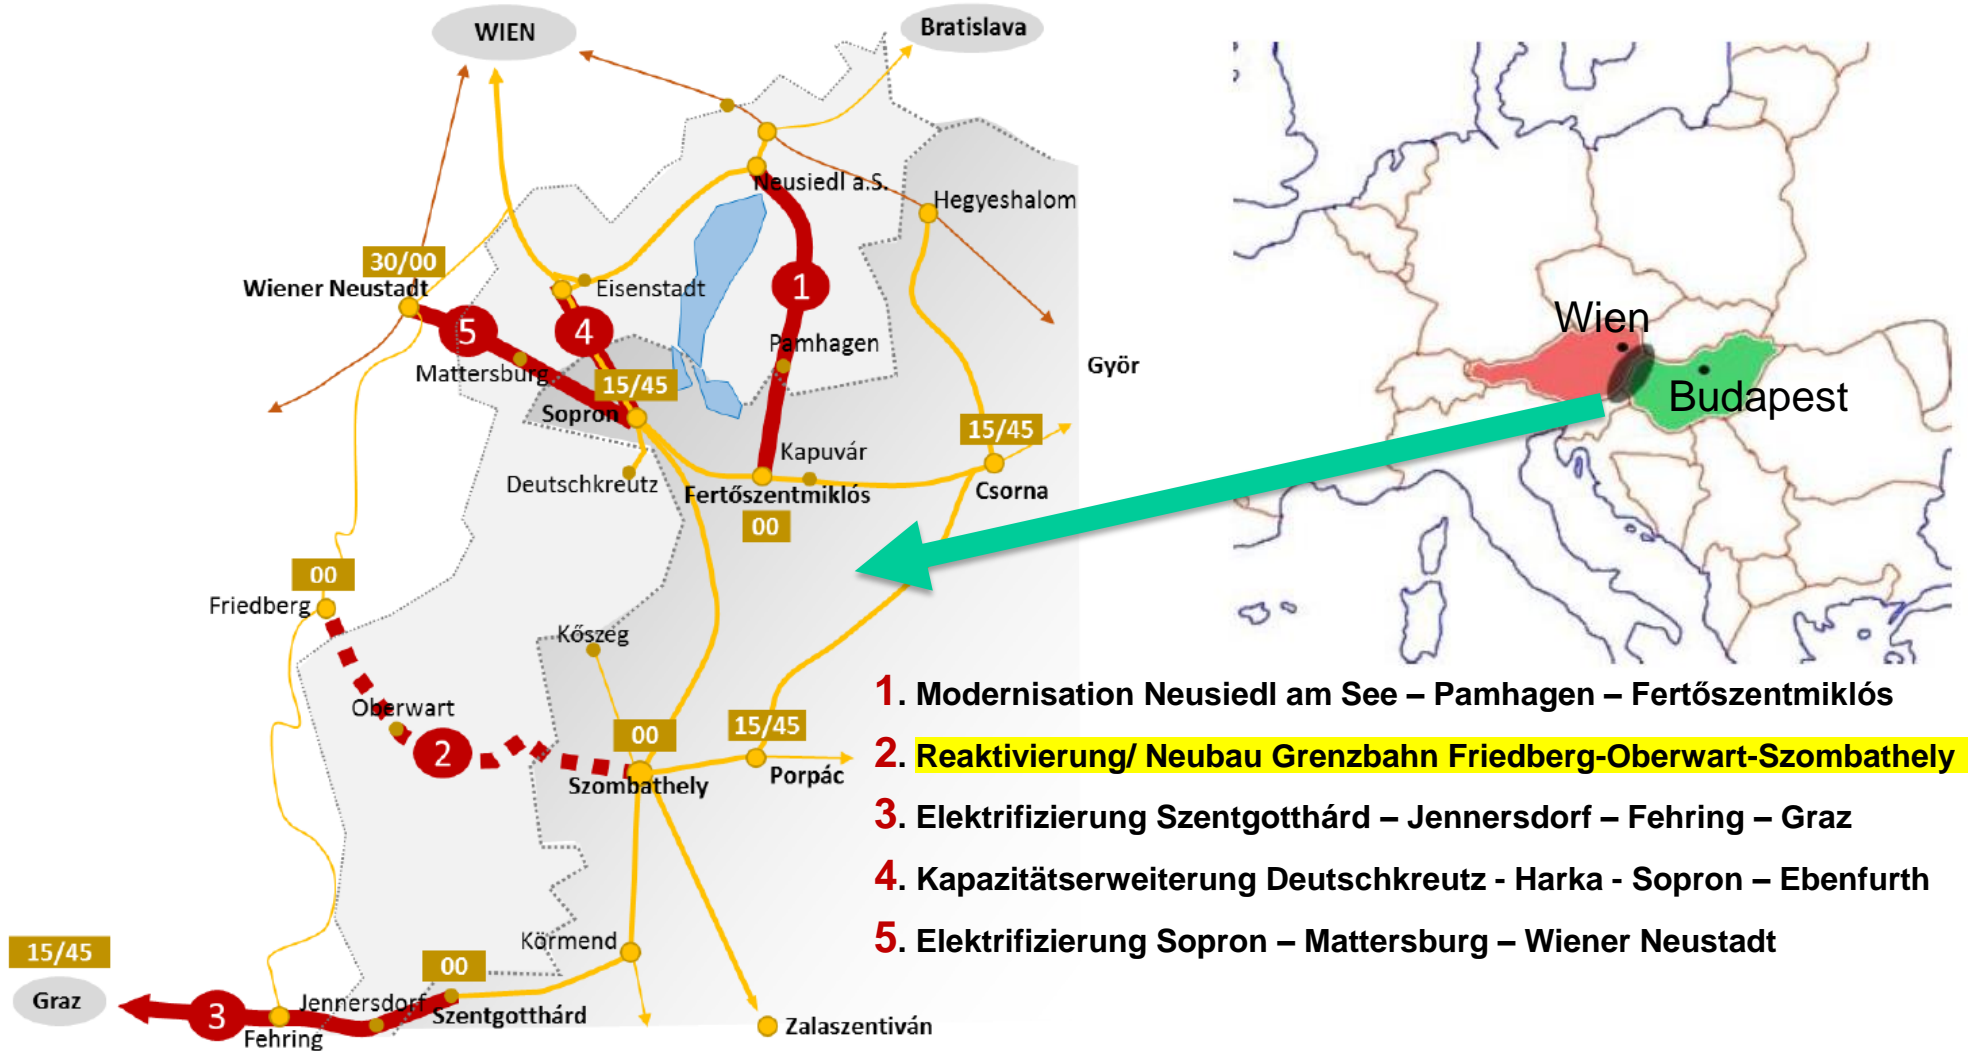 WIEN
Bratislava
Neusiedl a.S.
Hegyeshalom
30/00
Wiener Neustadt
Eisenstadt
1
5
4
Mattersburg
Pamhagen
15/45
Sopron
Györ
15/45
Kapuvár
Deutschkreutz
Fertőszentmiklós
Csorna
00
00
Friedberg
Kőszeg
Oberwart
2
00
15/45
Szombathely
Porpác
Körmend
15/45
00
Graz
3
Jennersdorf
Szentgotthárd
Fehring
Zalaszentiván
Wien
Budapest
1. Modernisation Neusiedl am See – Pamhagen – Fertőszentmiklós
2. Reaktivierung/ Neubau Grenzbahn Friedberg-Oberwart-Szombathely
3. Elektrifizierung Szentgotthárd – Jennersdorf – Fehring – Graz
4. Kapazitätserweiterung Deutschkreutz - Harka - Sopron – Ebenfurth
5. Elektrifizierung Sopron – Mattersburg – Wiener Neustadt